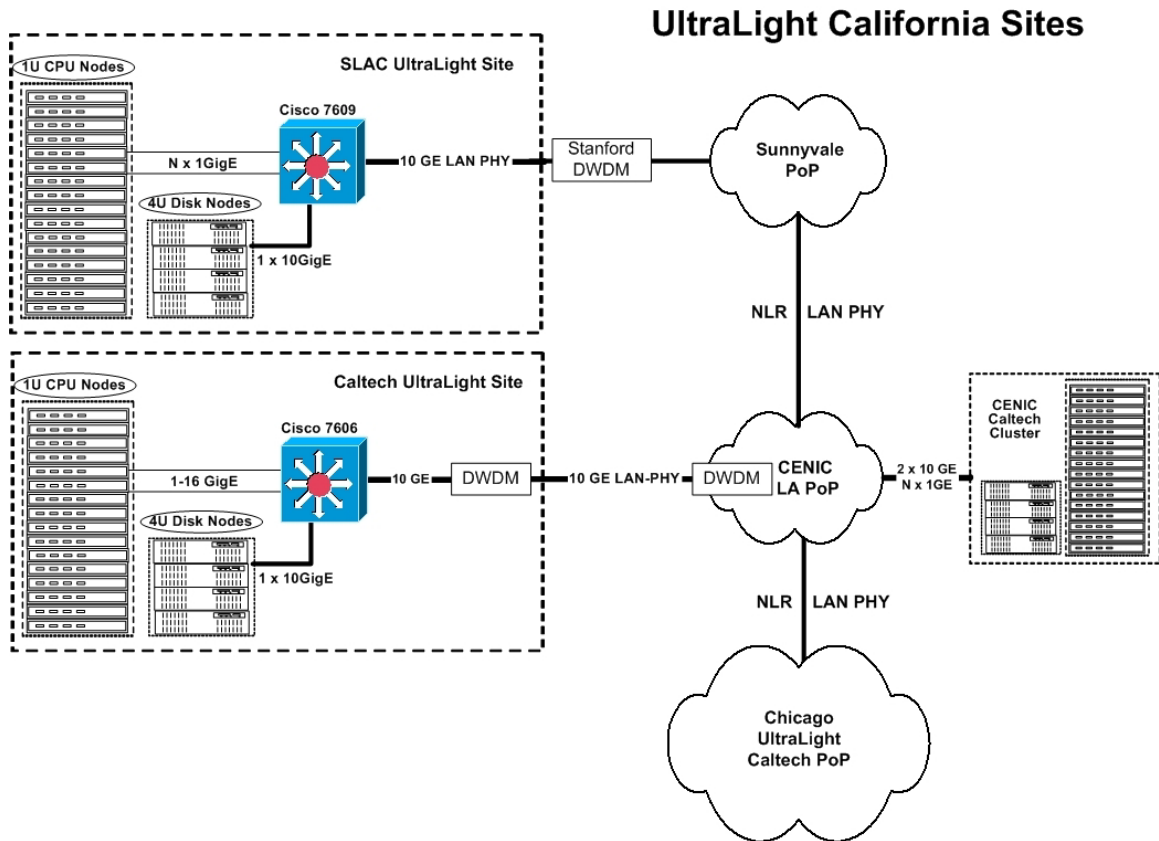 UltraLight California Sites
SLAC UltraLight Site
1U CPU Nodes
Cisco 7609
N x 1GigE
10 GE LAN PHY
Stanford
DWDM
Sunnyvale
PoP
4U Disk Nodes
1 x 10GigE
NLR LAN PHY
Caltech UltraLight Site
1U CPU Nodes
Cisco 7606
1-16 GigE
10 GE
DWDM
10 GE LAN-PHY
DWDM
CENIC
LA PoP
2 x 10 GE
N x 1GE
CENIC
Caltech
Cluster
4U Disk Nodes
1 x 10GigE
NLR LAN PHY
Chicago
UltraLight
Caltech PoP